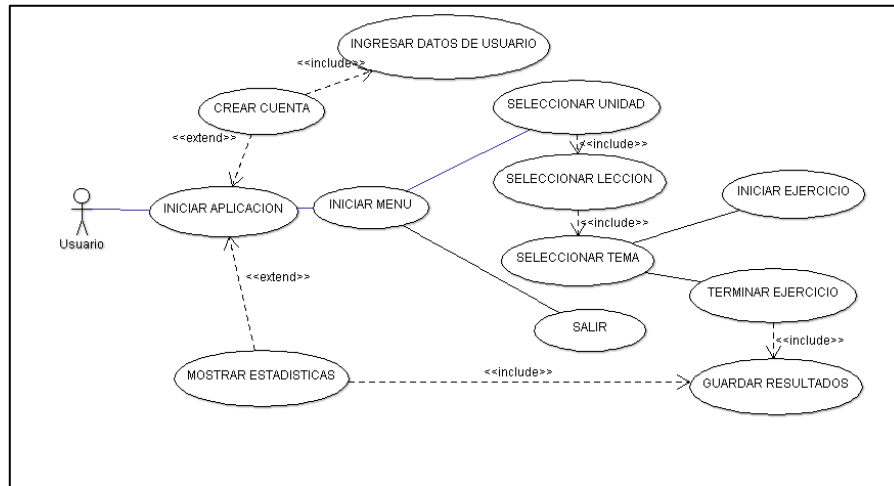 INGRESAR DATOS DE USUARIO
<<include>>
CREAR CUENTA
<<extend>>
SELECCIONAR UNIDAD
<<include>>
SELECCIONAR LECCION
<<include>>
INICIAR EJERCICIO
INICIAR APLICACION
INICIAR MENU
Usuario
SELECCIONAR TEMA
<<extend>>
TERMINAR EJERCICIO
SALIR
<<include>>
MOSTRAR ESTADISTICAS
<<include>>
GUARDAR RESULTADOS